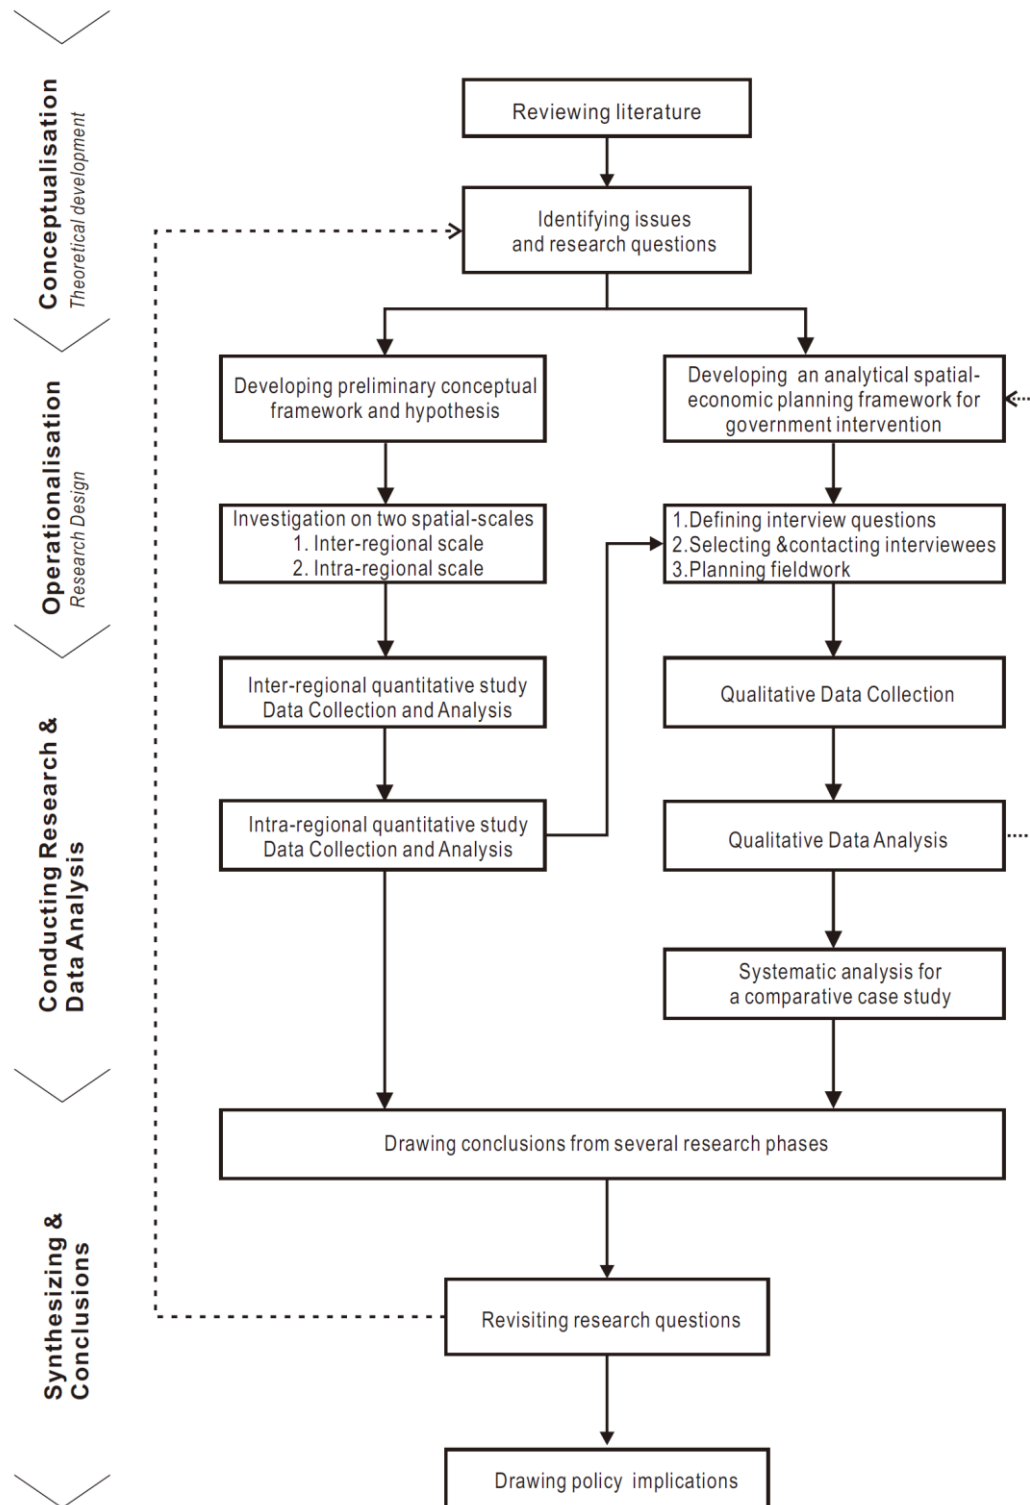 Conceptualisation
Theoretical development
Reviewing literature
Identifying issues
and research questions
Operationalisation
Research Design
Developing preliminary conceptual
framework and hypothesis
Developing an analytical spatial-
economic planning framework for
government intervention
Investigation on two spatial-scales
1. Inter-regional scale
2. Intra-regional scale
1.Defining interview questions
2.Selecting &contacting interviewees
3.Planning fieldwork
Conducting Research &
Data Analysis
Inter-regional quantitative study
Data Collection and Analysis
Qualitative Data Collection
Intra-regional quantitative study
Data Collection and Analysis
Qualitative Data Analysis
Systematic analysis for
a comparative case study
Synthesizing &
Conclusions
Drawing conclusions from several research phases
Revisiting research questions
Drawing policy implications